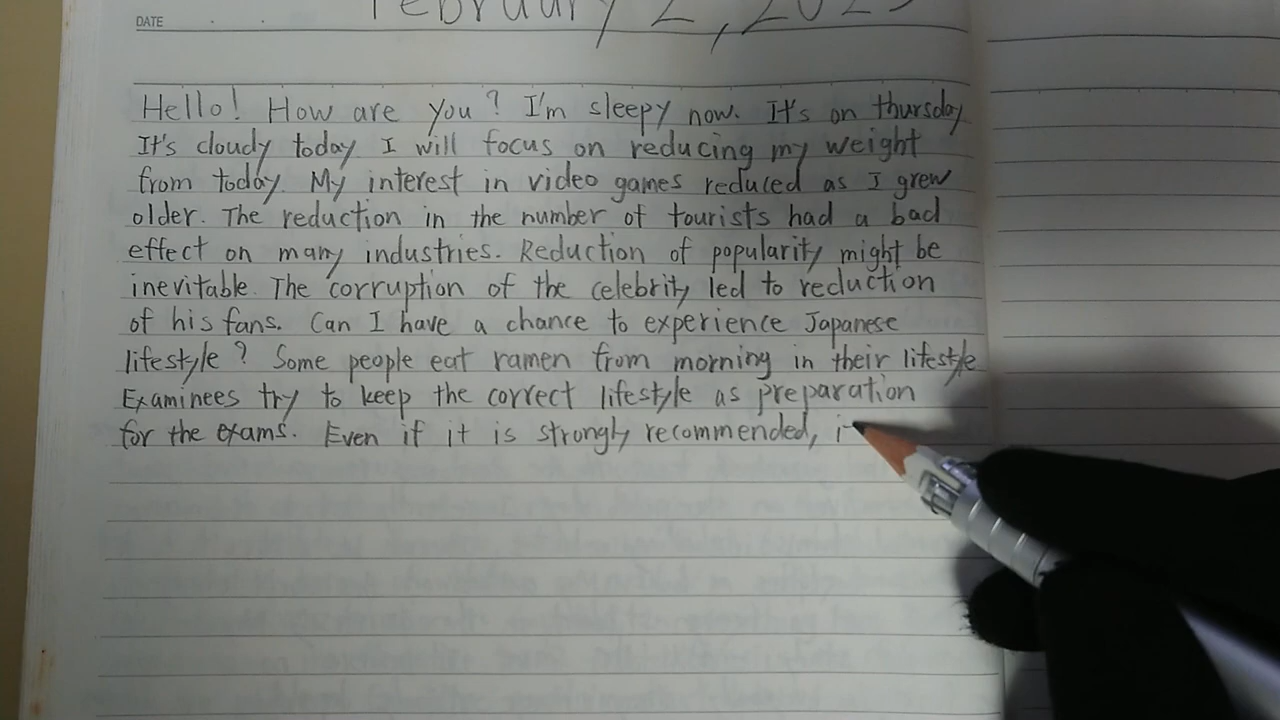 DATE
February 2, 202
Hello! How are you? I'm sleepy now. It's on thursday
It's cloudy today. I will focus on reducing my weight
from today. My interest in video games reduced as I grew
older. The reduction in the number of tourists had a bad
effect on many industries. Reduction of popularity might be
inevitable. The corruption of the celebrity led to reduction
of his fans. Can I have a chance to experience Japanese
lifestyle? Some people eat ramen from morning in their lifestyle
Examinees try to keep the correct lifestyle as preparation
for the exams. Even if it is strongly recommended, i